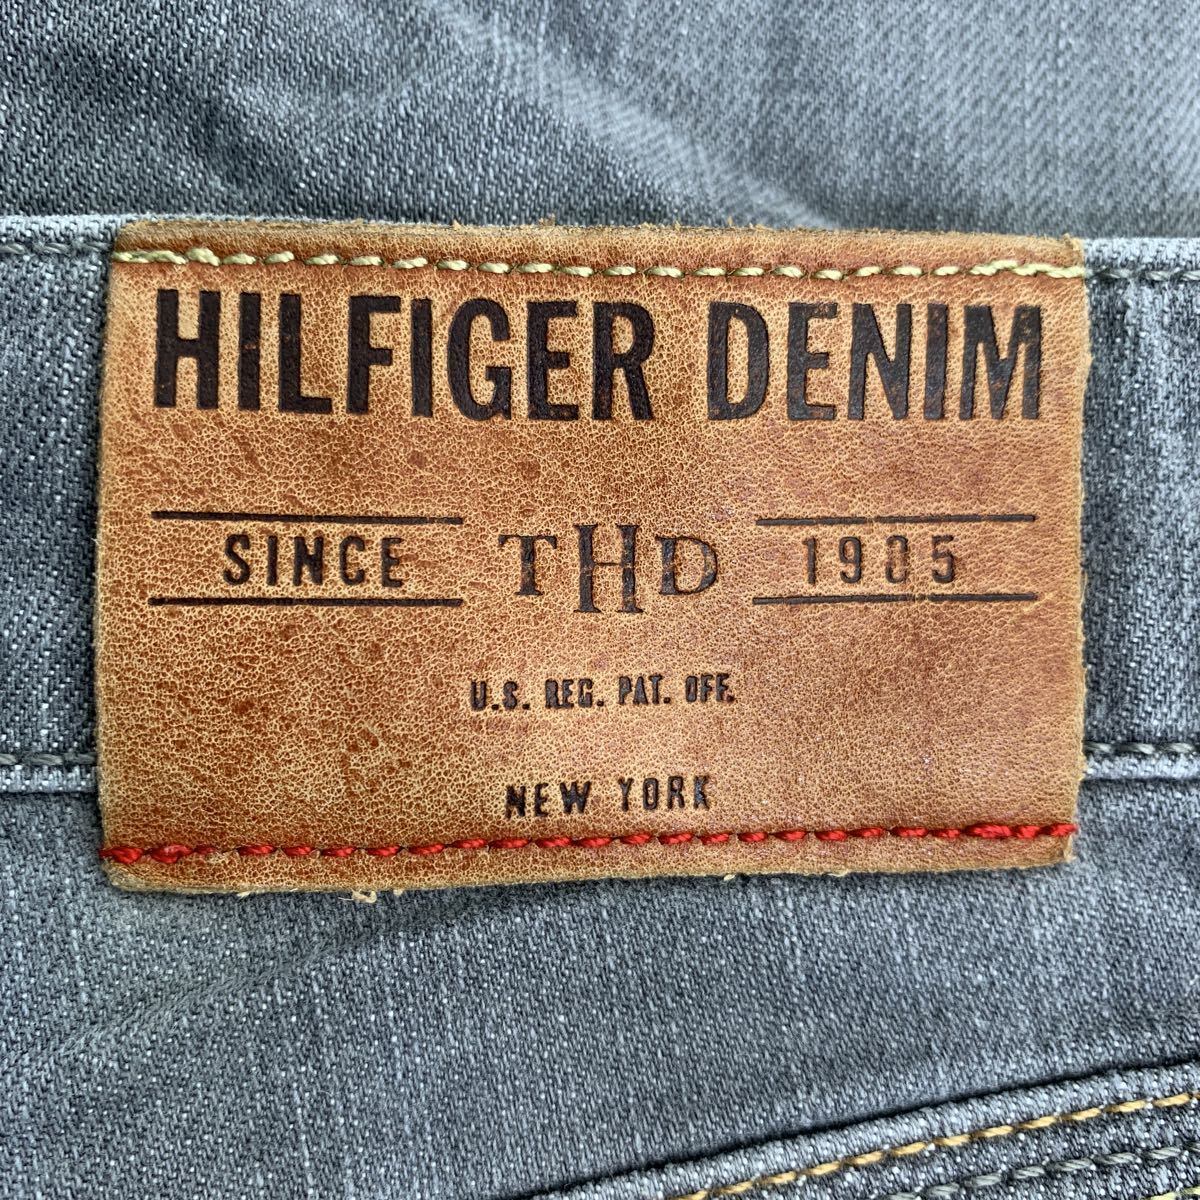 HILFIGER DENIM
SINCE THD 1985
U.S. REG. PAT. OFF.
NEW YORK